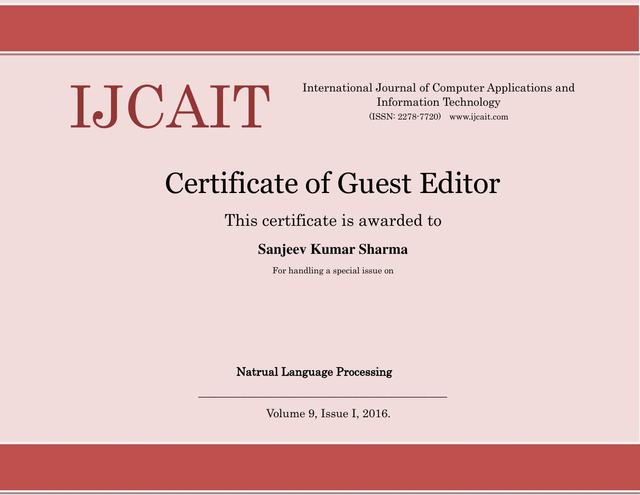 IJCAIT
International Journal of Computer Applications and
Information Technology
(ISSN: 2278-7720) www.ijcait.com
Certificate of Guest Editor
This certificate is awarded to
Sanjeev Kumar Sharma
For handling a special issue on
Natrual Language Processing
Volume 9, Issue I, 2016.